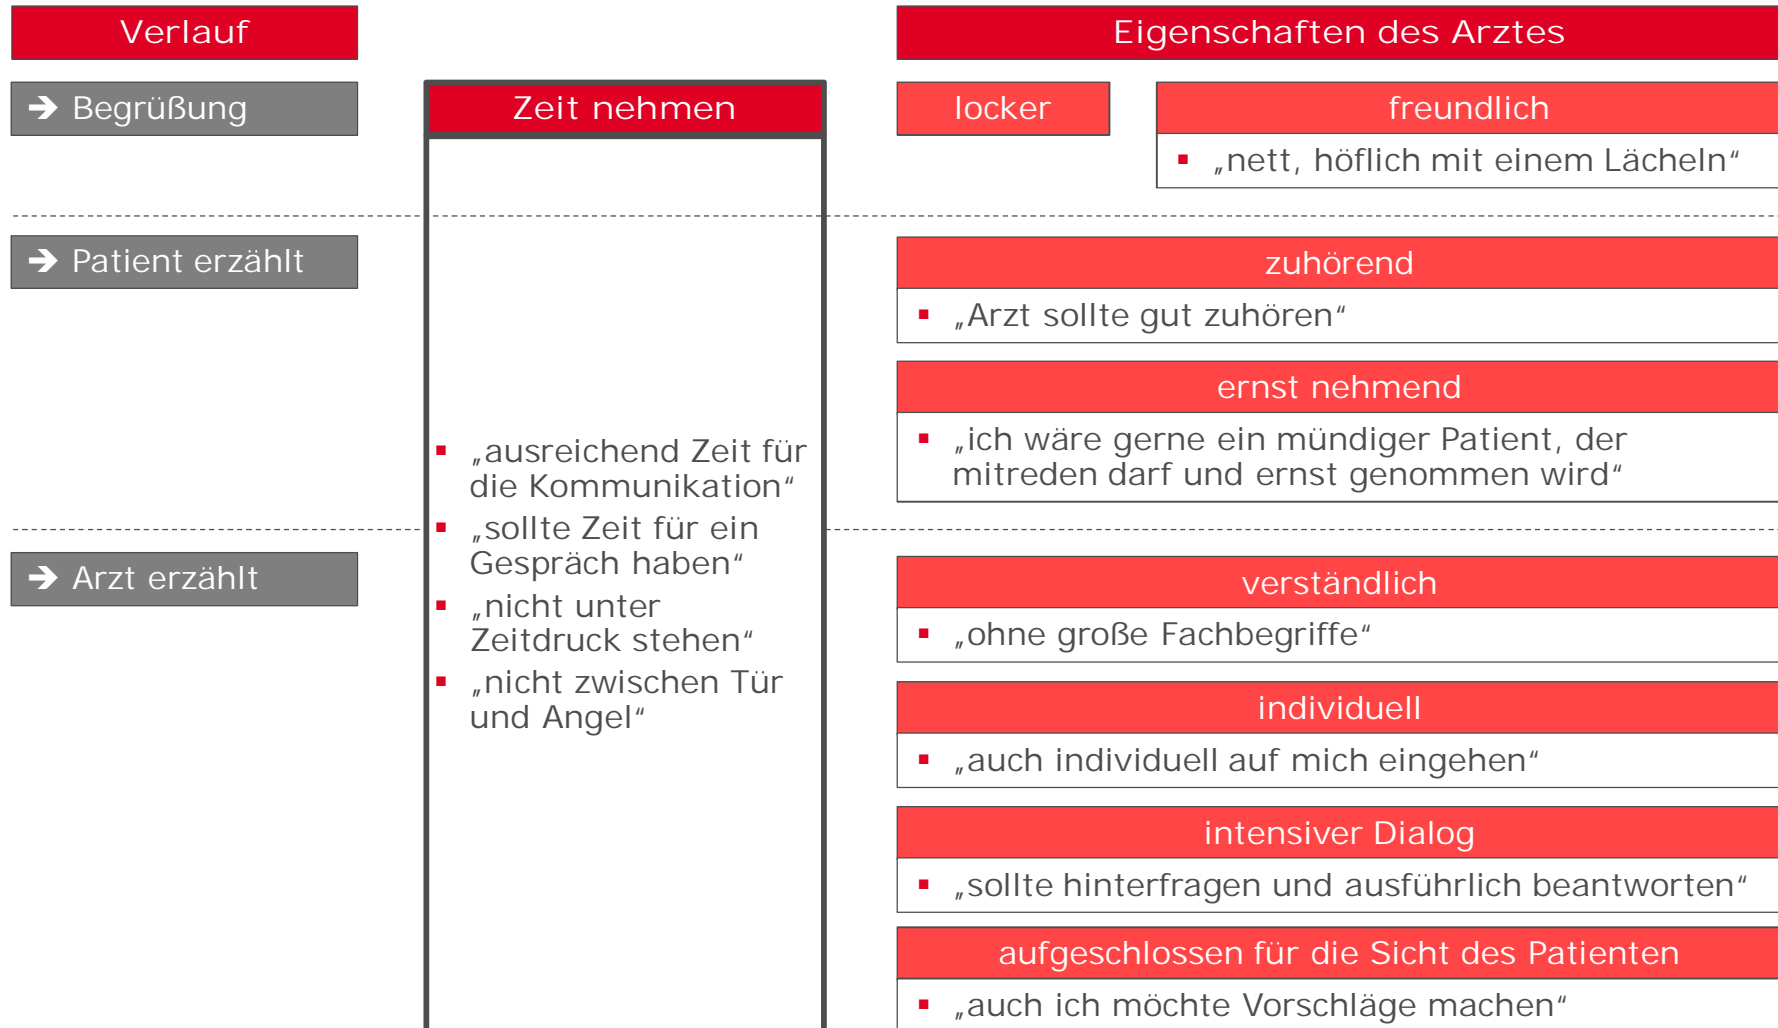 Verlauf
Eigenschaften des Arztes
➔ Begrüßung
Zeit nehmen
locker
freundlich
▪ „nett, höflich mit einem Lächeln“
➔ Patient erzählt
zuhörend
▪ „Arzt sollte gut zuhören“
ernst nehmend
▪ „ich wäre gerne ein mündiger Patient, der
mitreden darf und ernst genommen wird“
▪ „ausreichend Zeit für
die Kommunikation“
▪ „sollte Zeit für ein
Gespräch haben“
▪ „nicht unter
Zeitdruck stehen“
▪ „nicht zwischen Tür
und Angel“
➔ Arzt erzählt
verständlich
▪ „ohne große Fachbegriffe“
individuell
▪ „auch individuell auf mich eingehen“
intensiver Dialog
▪ „sollte hinterfragen und ausführlich beantworten“
aufgeschlossen für die Sicht des Patienten
▪ „auch ich möchte Vorschläge machen“